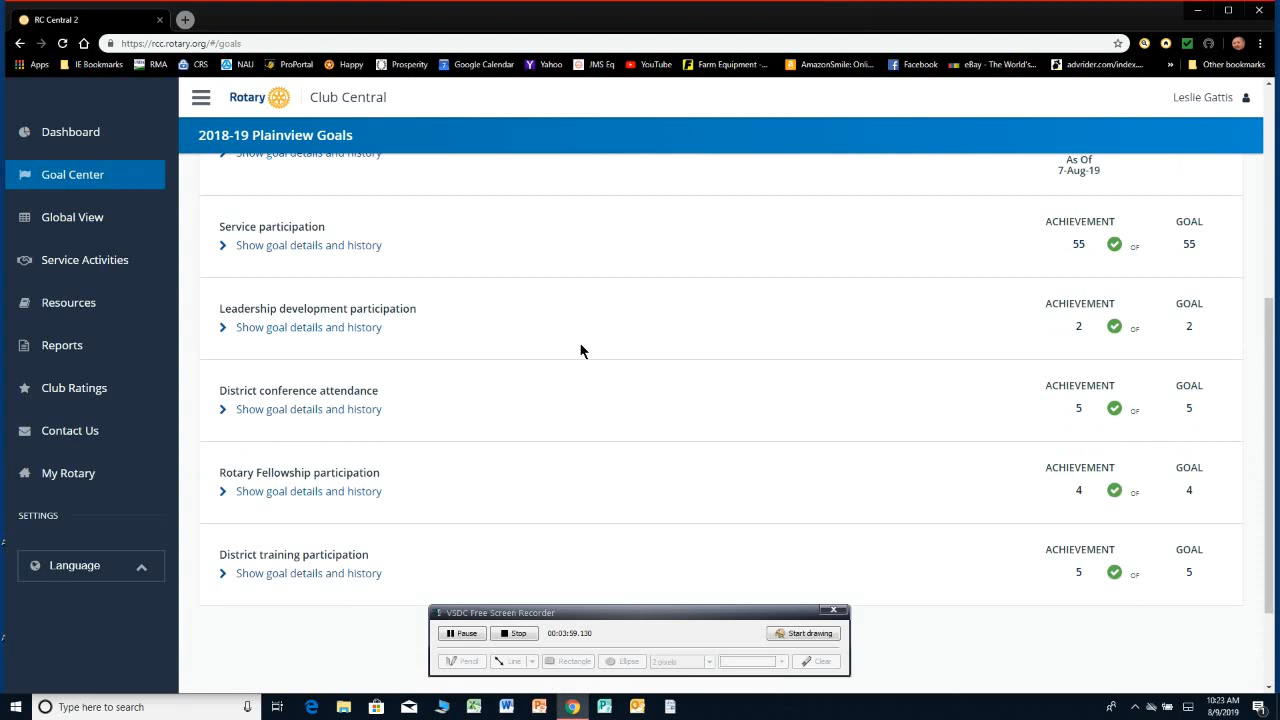 RC Central 2
https://rcc.rotary.org/#/goals
Apps IE Bookmarks RMA CRS NAU ProPortal Happy Prosperity Google Calendar Yahoo JMS Eq YouTube Farm Equipment -... AmazonSmile: Onli... Facebook eBay - The World's... advrider.com/index.... » Other bookmarks
Rotary Club Central Leslie Gattis
2018-19 Plainview Goals
Dashboard
Goal Center
Global View
Service Activities
Resources
Reports
Club Ratings
Contact Us
My Rotary
SETTINGS
Language
Show goal details and history
As Of
7-Aug-19
Service participation ACHIEVEMENT GOAL
Show goal details and history 55 OF 55
Leadership development participation ACHIEVEMENT GOAL
Show goal details and history 2 OF 2
District conference attendance ACHIEVEMENT GOAL
Show goal details and history 5 OF 5
Rotary Fellowship participation ACHIEVEMENT GOAL
Show goal details and history 4 OF 4
District training participation ACHIEVEMENT GOAL
Show goal details and history 5 OF 5
VSDC Free Screen Recorder
Pause Stop 00:03:59.130 Start drawing
Pencil Line Rectangle Ellipse 2 pixels Clear
Type here to search
10:23 AM
8/9/2019